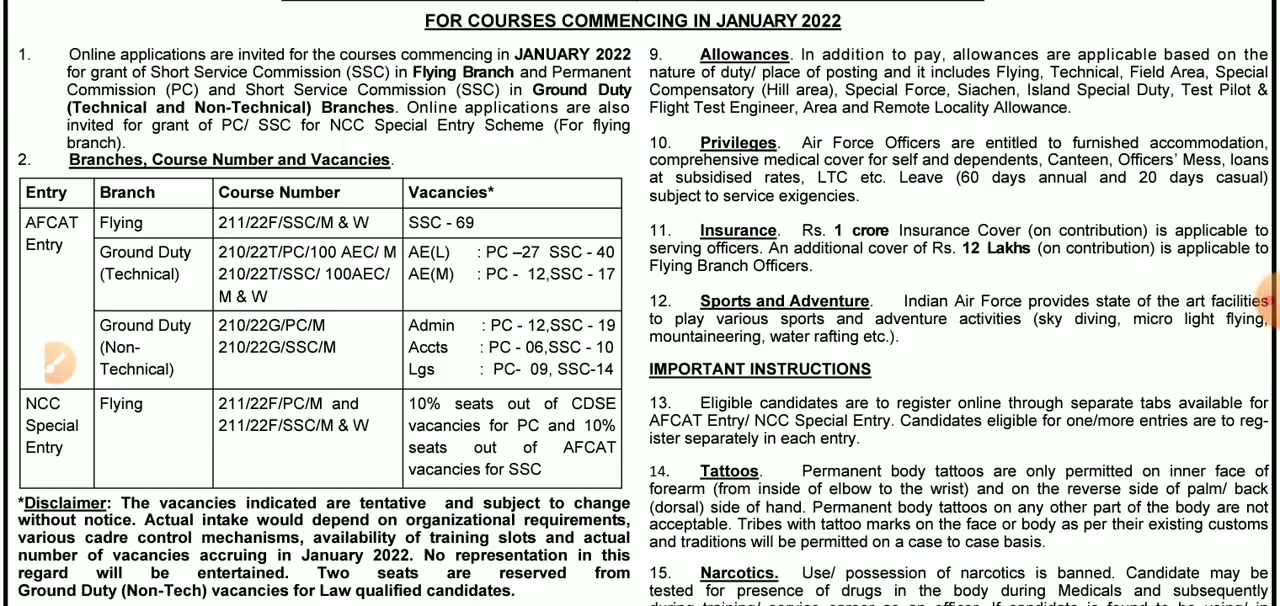 FOR COURSES COMMENCING IN JANUARY 2022
1. Online applications are invited for the courses commencing in JANUARY 2022
for grant of Short Service Commission (SSC) in Flying Branch and Permanent
Commission (PC) and Short Service Commission (SSC) in Ground Duty
(Technical and Non-Technical) Branches. Online applications are also
invited for grant of PC/ SSC for NCC Special Entry Scheme (For flying
branch).
2. Branches, Course Number and Vacancies.
Entry Branch Course Number Vacancies*
AFCAT Entry Flying 211/22F/SSC/M & W SSC - 69
Ground Duty 210/22T/PC/100 AEC/ M AE(L) : PC –27 SSC - 40
(Technical) 210/22T/SSC/ 100AEC/ AE(M) : PC - 12,SSC - 17
M & W
Ground Duty 210/22G/PC/M Admin : PC - 12,SSC - 19
(Non- 210/22G/SSC/M Accts : PC - 06,SSC - 10
Technical) Lgs : PC- 09, SSC-14
NCC Flying 211/22F/PC/M and 10% seats out of CDSE
Special 211/22F/SSC/M & W vacancies for PC and 10%
Entry seats out of AFCAT
vacancies for SSC
*Disclaimer: The vacancies indicated are tentative and subject to change
without notice. Actual intake would depend on organizational requirements,
various cadre control mechanisms, availability of training slots and actual
number of vacancies accruing in January 2022. No representation in this
regard will be entertained. Two seats are reserved from
Ground Duty (Non-Tech) vacancies for Law qualified candidates.
9. Allowances. In addition to pay, allowances are applicable based on the
nature of duty/ place of posting and it includes Flying, Technical, Field Area, Special
Compensatory (Hill area), Special Force, Siachen, Island Special Duty, Test Pilot &
Flight Test Engineer, Area and Remote Locality Allowance.
10. Privileges. Air Force Officers are entitled to furnished accommodation,
comprehensive medical cover for self and dependents, Canteen, Officers' Mess, loans
at subsidised rates, LTC etc. Leave (60 days annual and 20 days casual)
subject to service exigencies.
11. Insurance. Rs. 1 crore Insurance Cover (on contribution) is applicable to
serving officers. An additional cover of Rs. 12 Lakhs (on contribution) is applicable to
Flying Branch Officers.
12. Sports and Adventure. Indian Air Force provides state of the art facilities
to play various sports and adventure activities (sky diving, micro light flying,
mountaineering, water rafting etc.).
IMPORTANT INSTRUCTIONS
13. Eligible candidates are to register online through separate tabs available for
AFCAT Entry/ NCC Special Entry. Candidates eligible for one/more entries are to reg-
ister separately in each entry.
14. Tattoos. Permanent body tattoos are only permitted on inner face of
forearm (from inside of elbow to the wrist) and on the reverse side of palm/ back
(dorsal) side of hand. Permanent body tattoos on any other part of the body are not
acceptable. Tribes with tattoo marks on the face or body as per their existing customs
and traditions will be permitted on a case to case basis.
15. Narcotics. Use/ possession of narcotics is banned. Candidate may be
tested for presence of drugs in the body during Medicals and subsequently